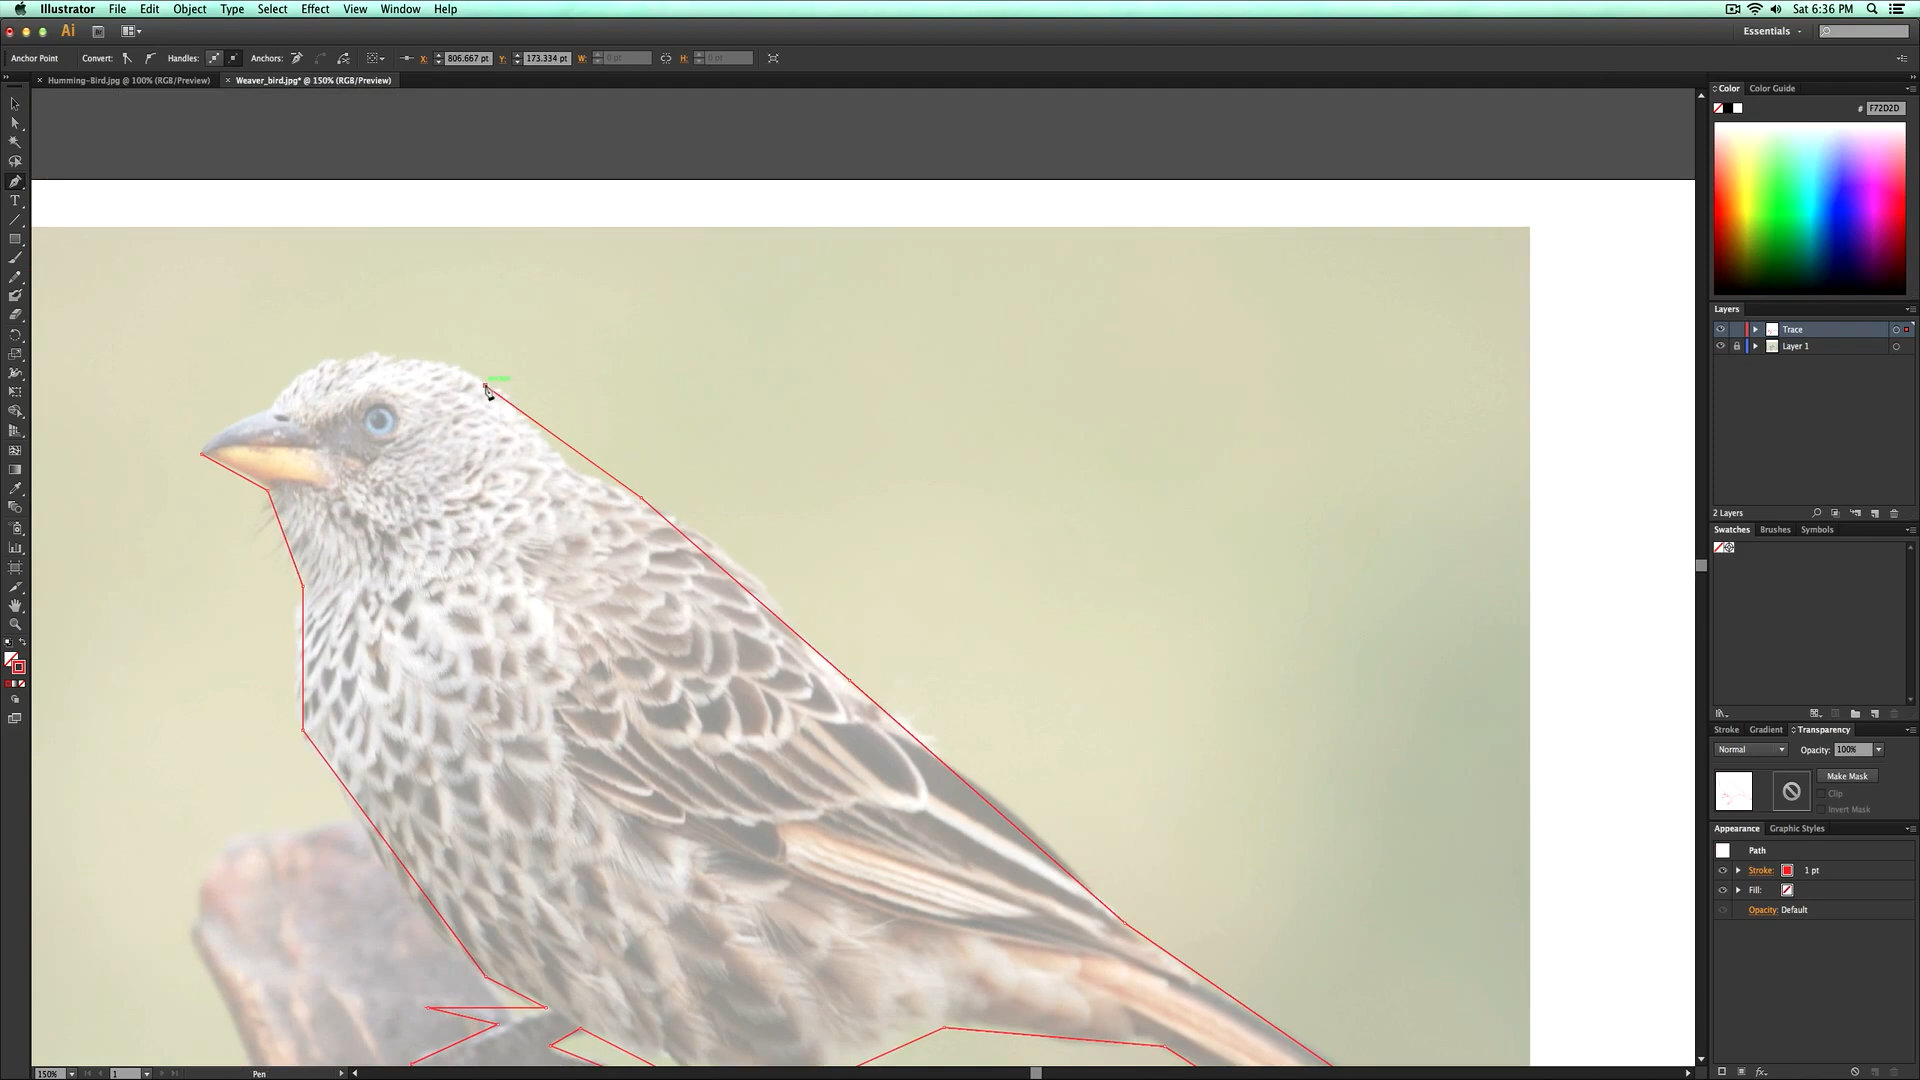 Illustrator File Edit Object Type Select Effect View Window Help Sat 6:36 PM
Ai Br Essentials
Anchor Point Convert: Handles: Anchors: X: 806.667 pt Y: 173.334 pt W: 0 pt H: 0 pt
× Humming-Bird.jpg @ 100% (RGB/Preview) × Weaver_bird.jpg* @ 150% (RGB/Preview)
Color Color Guide
# F72D2D
Layers
Trace
Layer 1
2 Layers
Swatches Brushes Symbols
Stroke Gradient Transparency
Normal Opacity: 100%
Make Mask
Clip
Invert Mask
Appearance Graphic Styles
Path
Stroke: 1 pt
Fill:
Opacity: Default
150% 1 Pen
fx